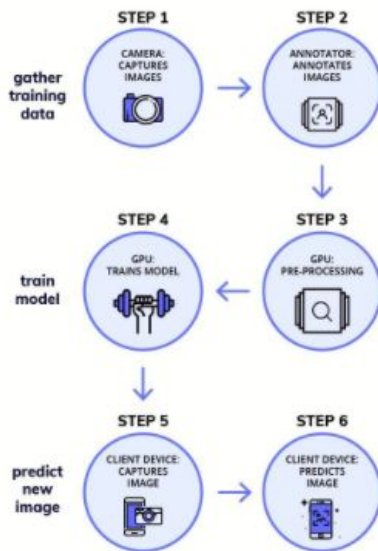 STEP 1
STEP 2
gather
training
data
CAMERA:
CAPTURES
IMAGES
ANNOTATOR:
ANNOTATES
IMAGES
STEP 4
STEP 3
train
model
GPU:
TRAINS MODEL
GPU:
PRE-PROCESSING
STEP 5
STEP 6
predict
new
image
CLIENT DEVICE:
CAPTURES
IMAGE
CLIENT DEVICE:
PREDICTS
IMAGE